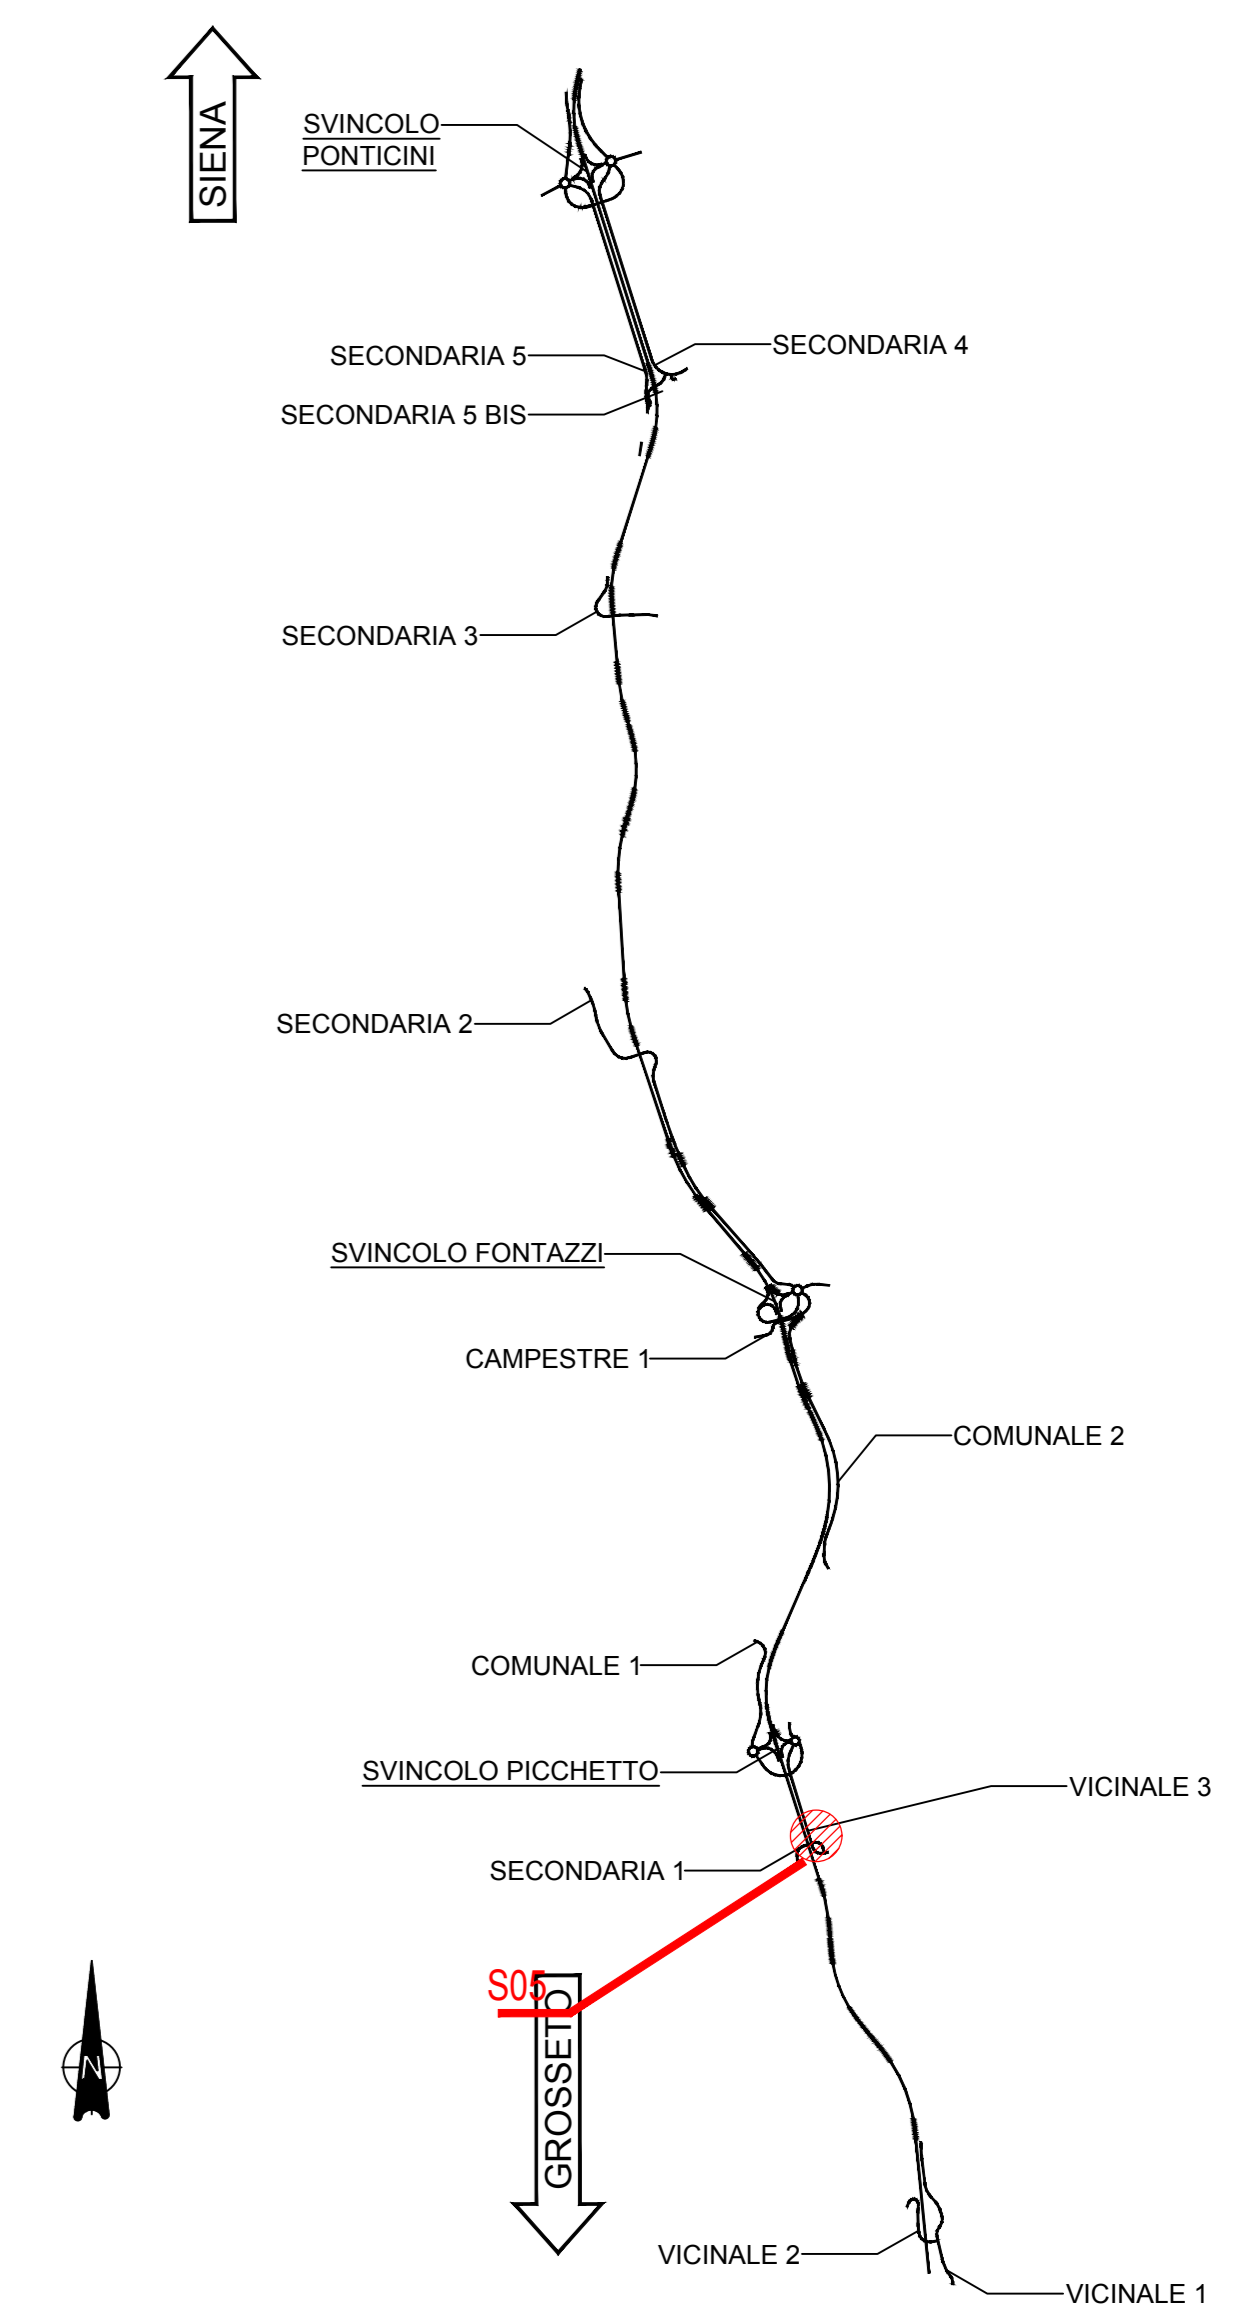 SIENA
SVINCOLO
PONTICINI
SECONDARIA 4
SECONDARIA 5
SECONDARIA 5 BIS
SECONDARIA 3
SECONDARIA 2
SVINCOLO FONTAZZI
CAMPESTRE 1
COMUNALE 2
COMUNALE 1
SVINCOLO PICCHETTO
VICINALE 3
SECONDARIA 1
S05
GROSSETO
N
VICINALE 2
VICINALE 1